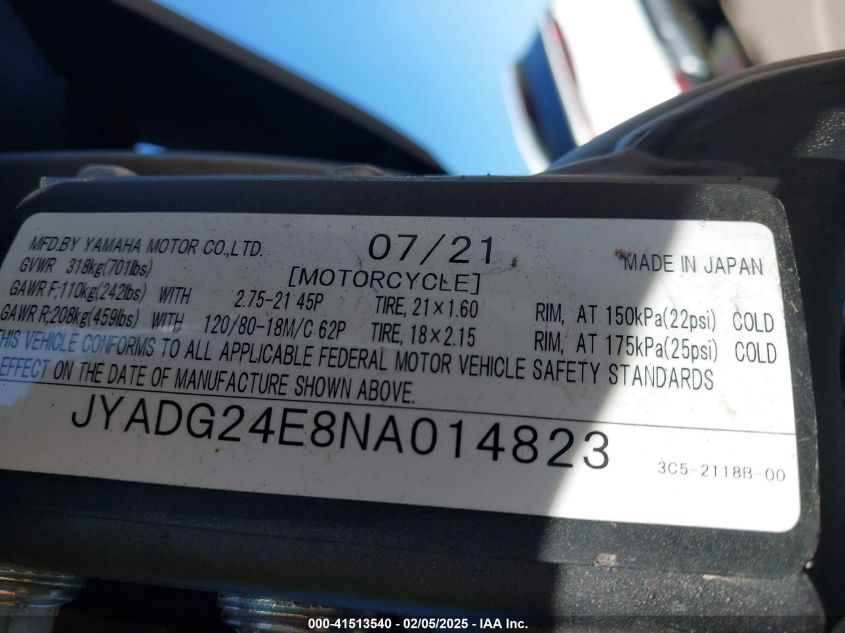 MFD.BY YAMAHA MOTOR CO.,LTD. 07/21 MADE IN JAPAN
GVWR 318kg(701lbs) [MOTORCYCLE]
GAWR F:110kg(242lbs) WITH 2.75-21 45P TIRE, 21×1.60 RIM, AT 150kPa(22psi) COLD
GAWR R:208kg(459lbs) WITH 120/80-18M/C 62P TIRE, 18×2.15 RIM, AT 175kPa(25psi) COLD
THIS VEHICLE CONFORMS TO ALL APPLICABLE FEDERAL MOTOR VEHICLE SAFETY STANDARDS
EFFECT ON THE DATE OF MANUFACTURE SHOWN ABOVE.
JYADG24E8NA014823
3C5-2118B-00
000-41513540 / 02/05/2025 - IAA Inc.